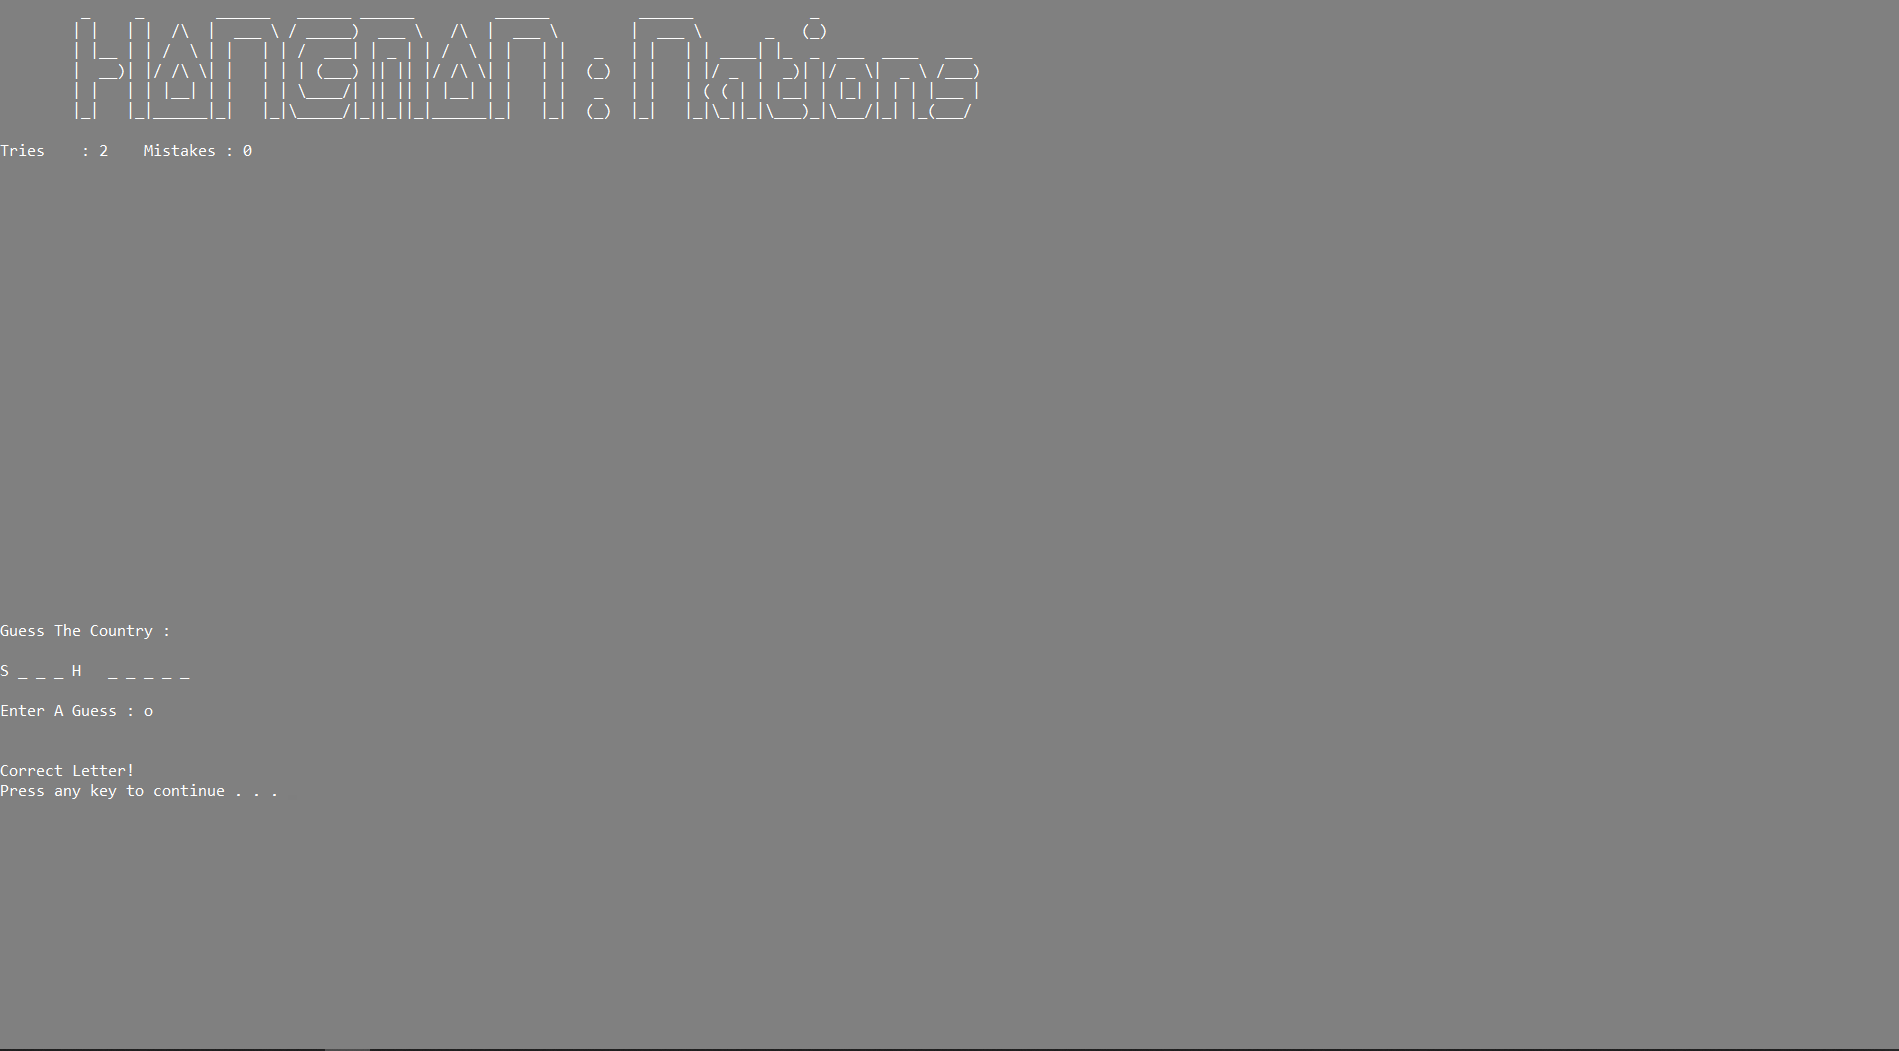 HANGMAN : Nations
Tries    : 2    Mistakes : 0
Guess The Country :
S _ _ _ H   _ _ _ _ _
Enter A Guess : o
Correct Letter!
Press any key to continue . . .